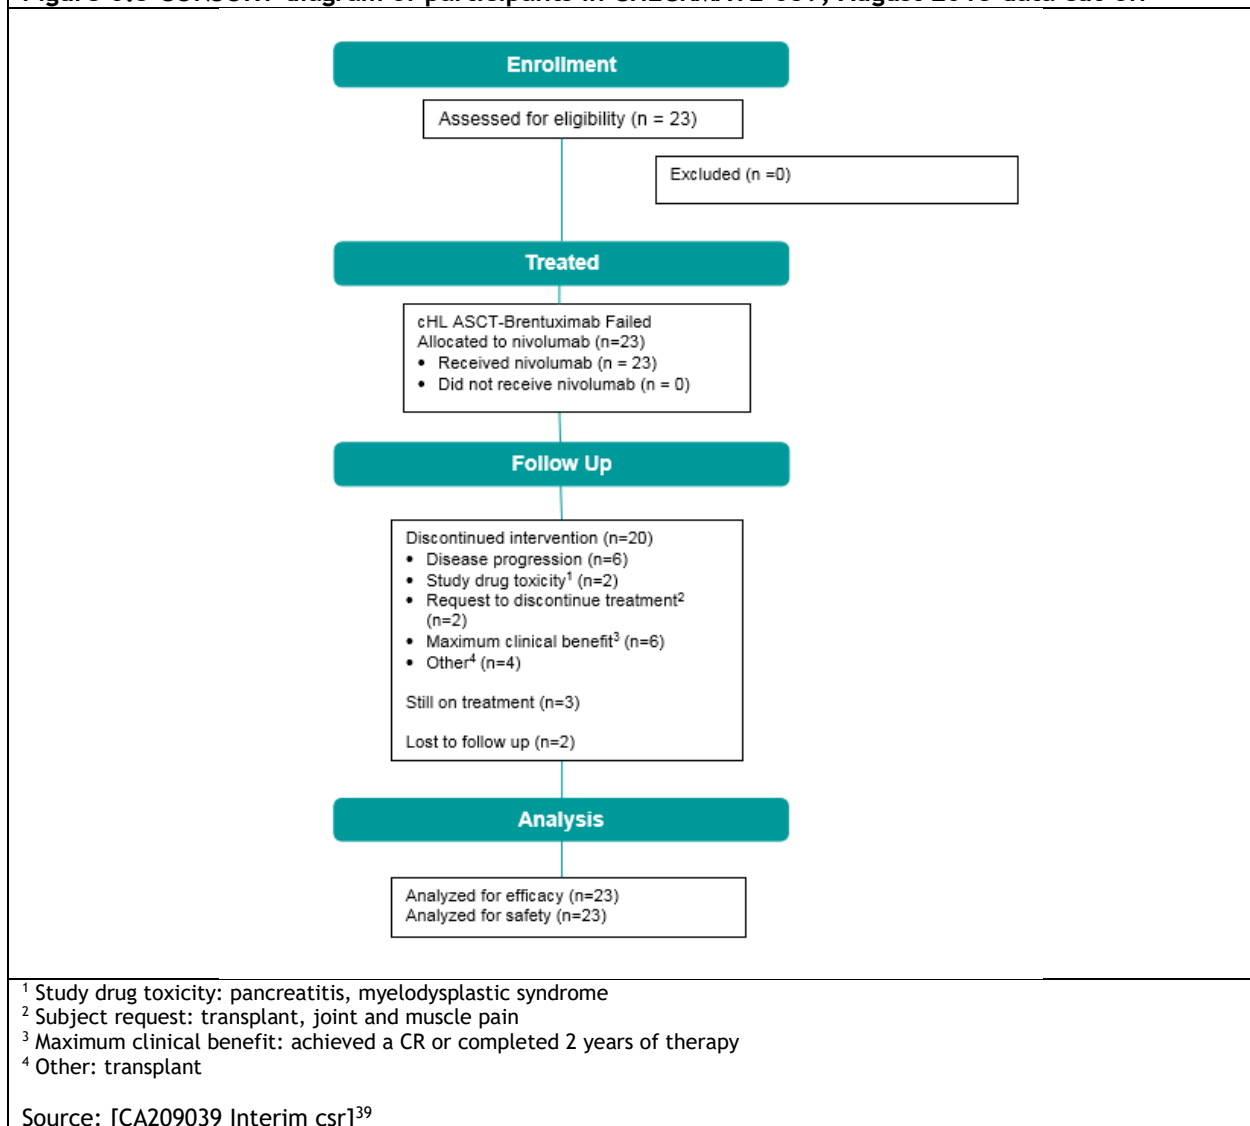 Enrollment
Assessed for eligibility (n = 23)
Excluded (n =0)
Treated
cHL ASCT-Brentuximab Failed
Allocated to nivolumab (n=23)
• Received nivolumab (n = 23)
• Did not receive nivolumab (n = 0)
Follow Up
Discontinued intervention (n=20)
• Disease progression (n=6)
• Study drug toxicity¹ (n=2)
• Request to discontinue treatment²
(n=2)
• Maximum clinical benefit³ (n=6)
• Other⁴ (n=4)
Still on treatment (n=3)
Lost to follow up (n=2)
Analysis
Analyzed for efficacy (n=23)
Analyzed for safety (n=23)
¹ Study drug toxicity: pancreatitis, myelodysplastic syndrome
² Subject request: transplant, joint and muscle pain
³ Maximum clinical benefit: achieved a CR or completed 2 years of therapy
⁴ Other: transplant
Source: [CA209039 Interim csr]³⁹